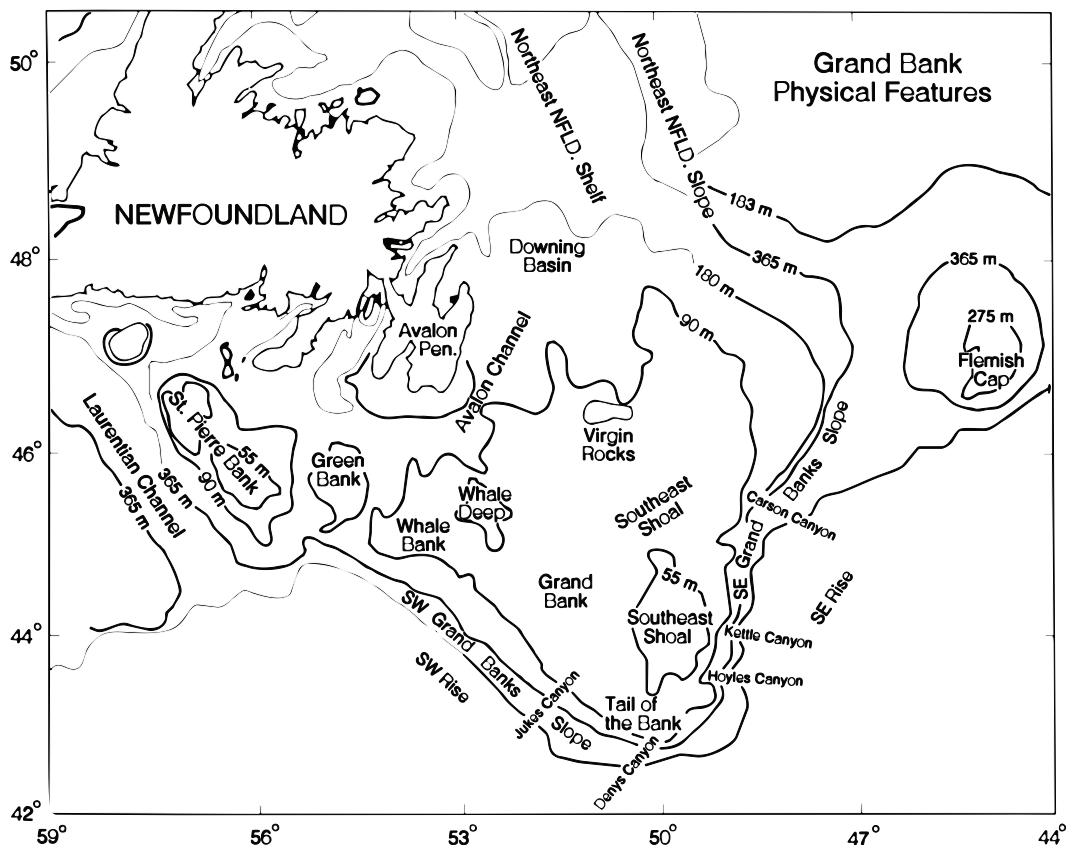 Grand Bank
Physical Features
50°
48°
46°
44°
42°
59°
56°
53°
50°
47°
44°
Northeast NFLD. Shelf
Northeast NFLD. Slope
NEWFOUNDLAND
183 m
365 m
180 m
90 m
Downing
Basin
365 m
275 m
Flemish
Cap
Avalon
Pen.
Avalon Channel
St. Pierre Bank
55 m
90 m
365 m
Laurentian Channel
365 m
Green
Bank
Virgin
Rocks
Whale
Deep
Whale
Bank
Southeast
Shoal
Grand
Bank
55 m
Southeast
Shoal
SE Grand Banks Slope
Carson Canyon
SE Rise
Kettle Canyon
Hoyles Canyon
SW Grand Banks Slope
SW Rise
Jukes Canyon
Tail of
the Bank
Denys Canyon